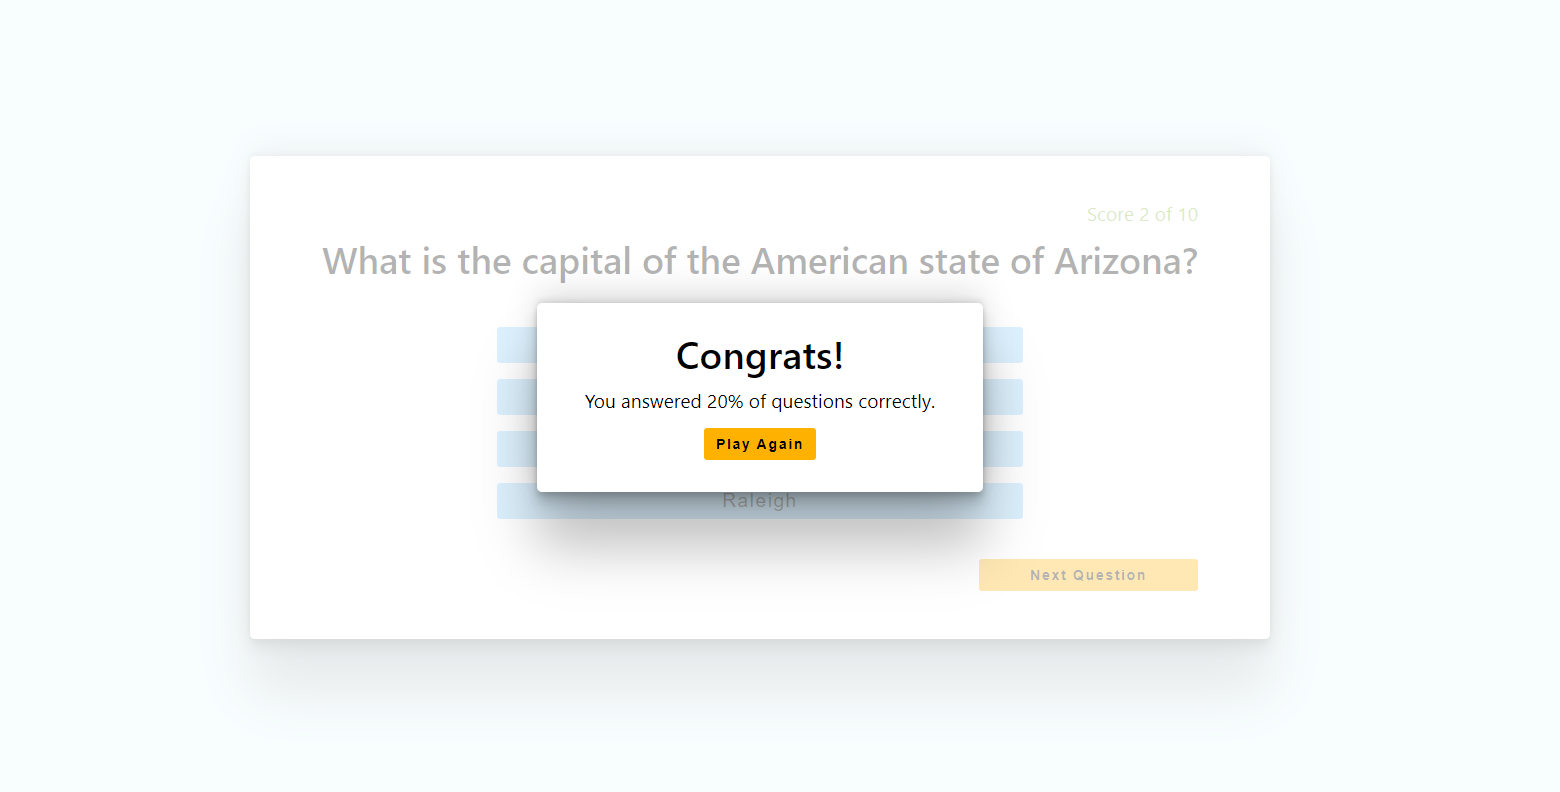 Score 2 of 10
What is the capital of the American state of Arizona?
Congrats!
You answered 20% of questions correctly.
Play Again
Raleigh
Next Question